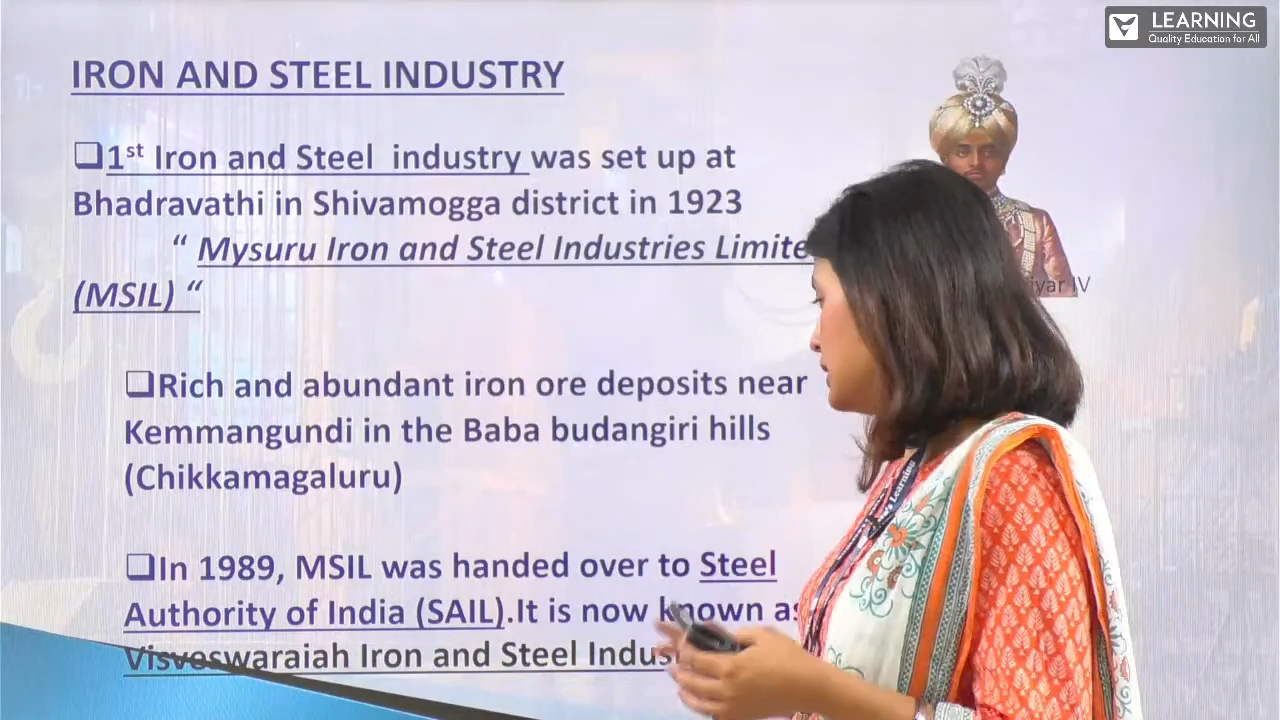 LEARNING
Quality Education for All
IRON AND STEEL INDUSTRY
❑1st Iron and Steel industry was set up at
Bhadravathi in Shivamogga district in 1923
“ Mysuru Iron and Steel Industries Limite
(MSIL) “
yar IV
❑Rich and abundant iron ore deposits near
Kemmangundi in the Baba budangiri hills
(Chikkamagaluru)
❑In 1989, MSIL was handed over to Steel
Authority of India (SAIL).It is now known as
Visveswaraiah Iron and Steel Indus
Learning